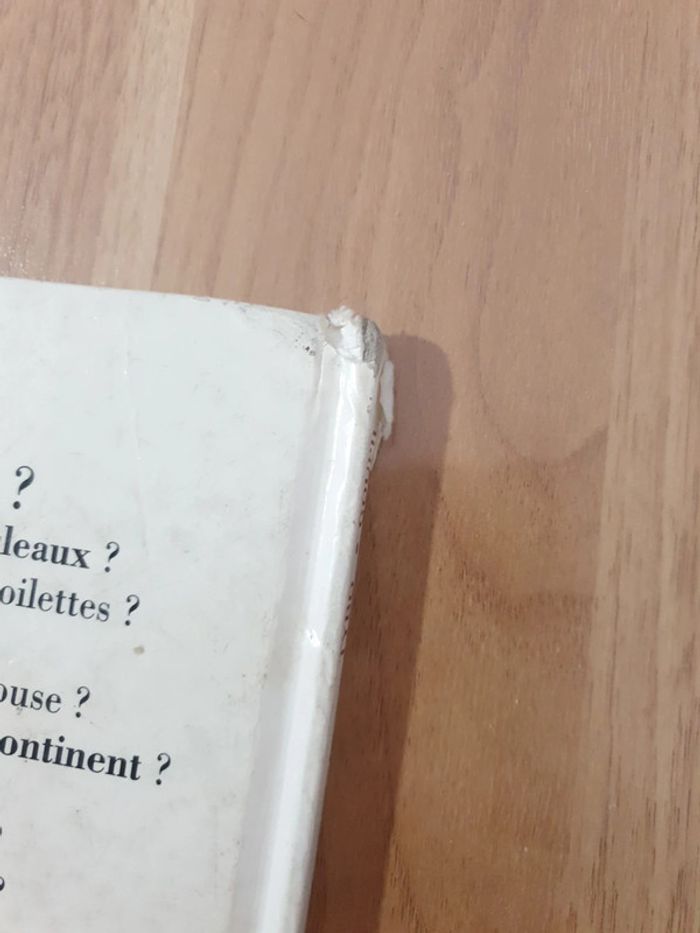 ?
leaux ?
oilettes ?
ouse ?
ontinent ?
?
?